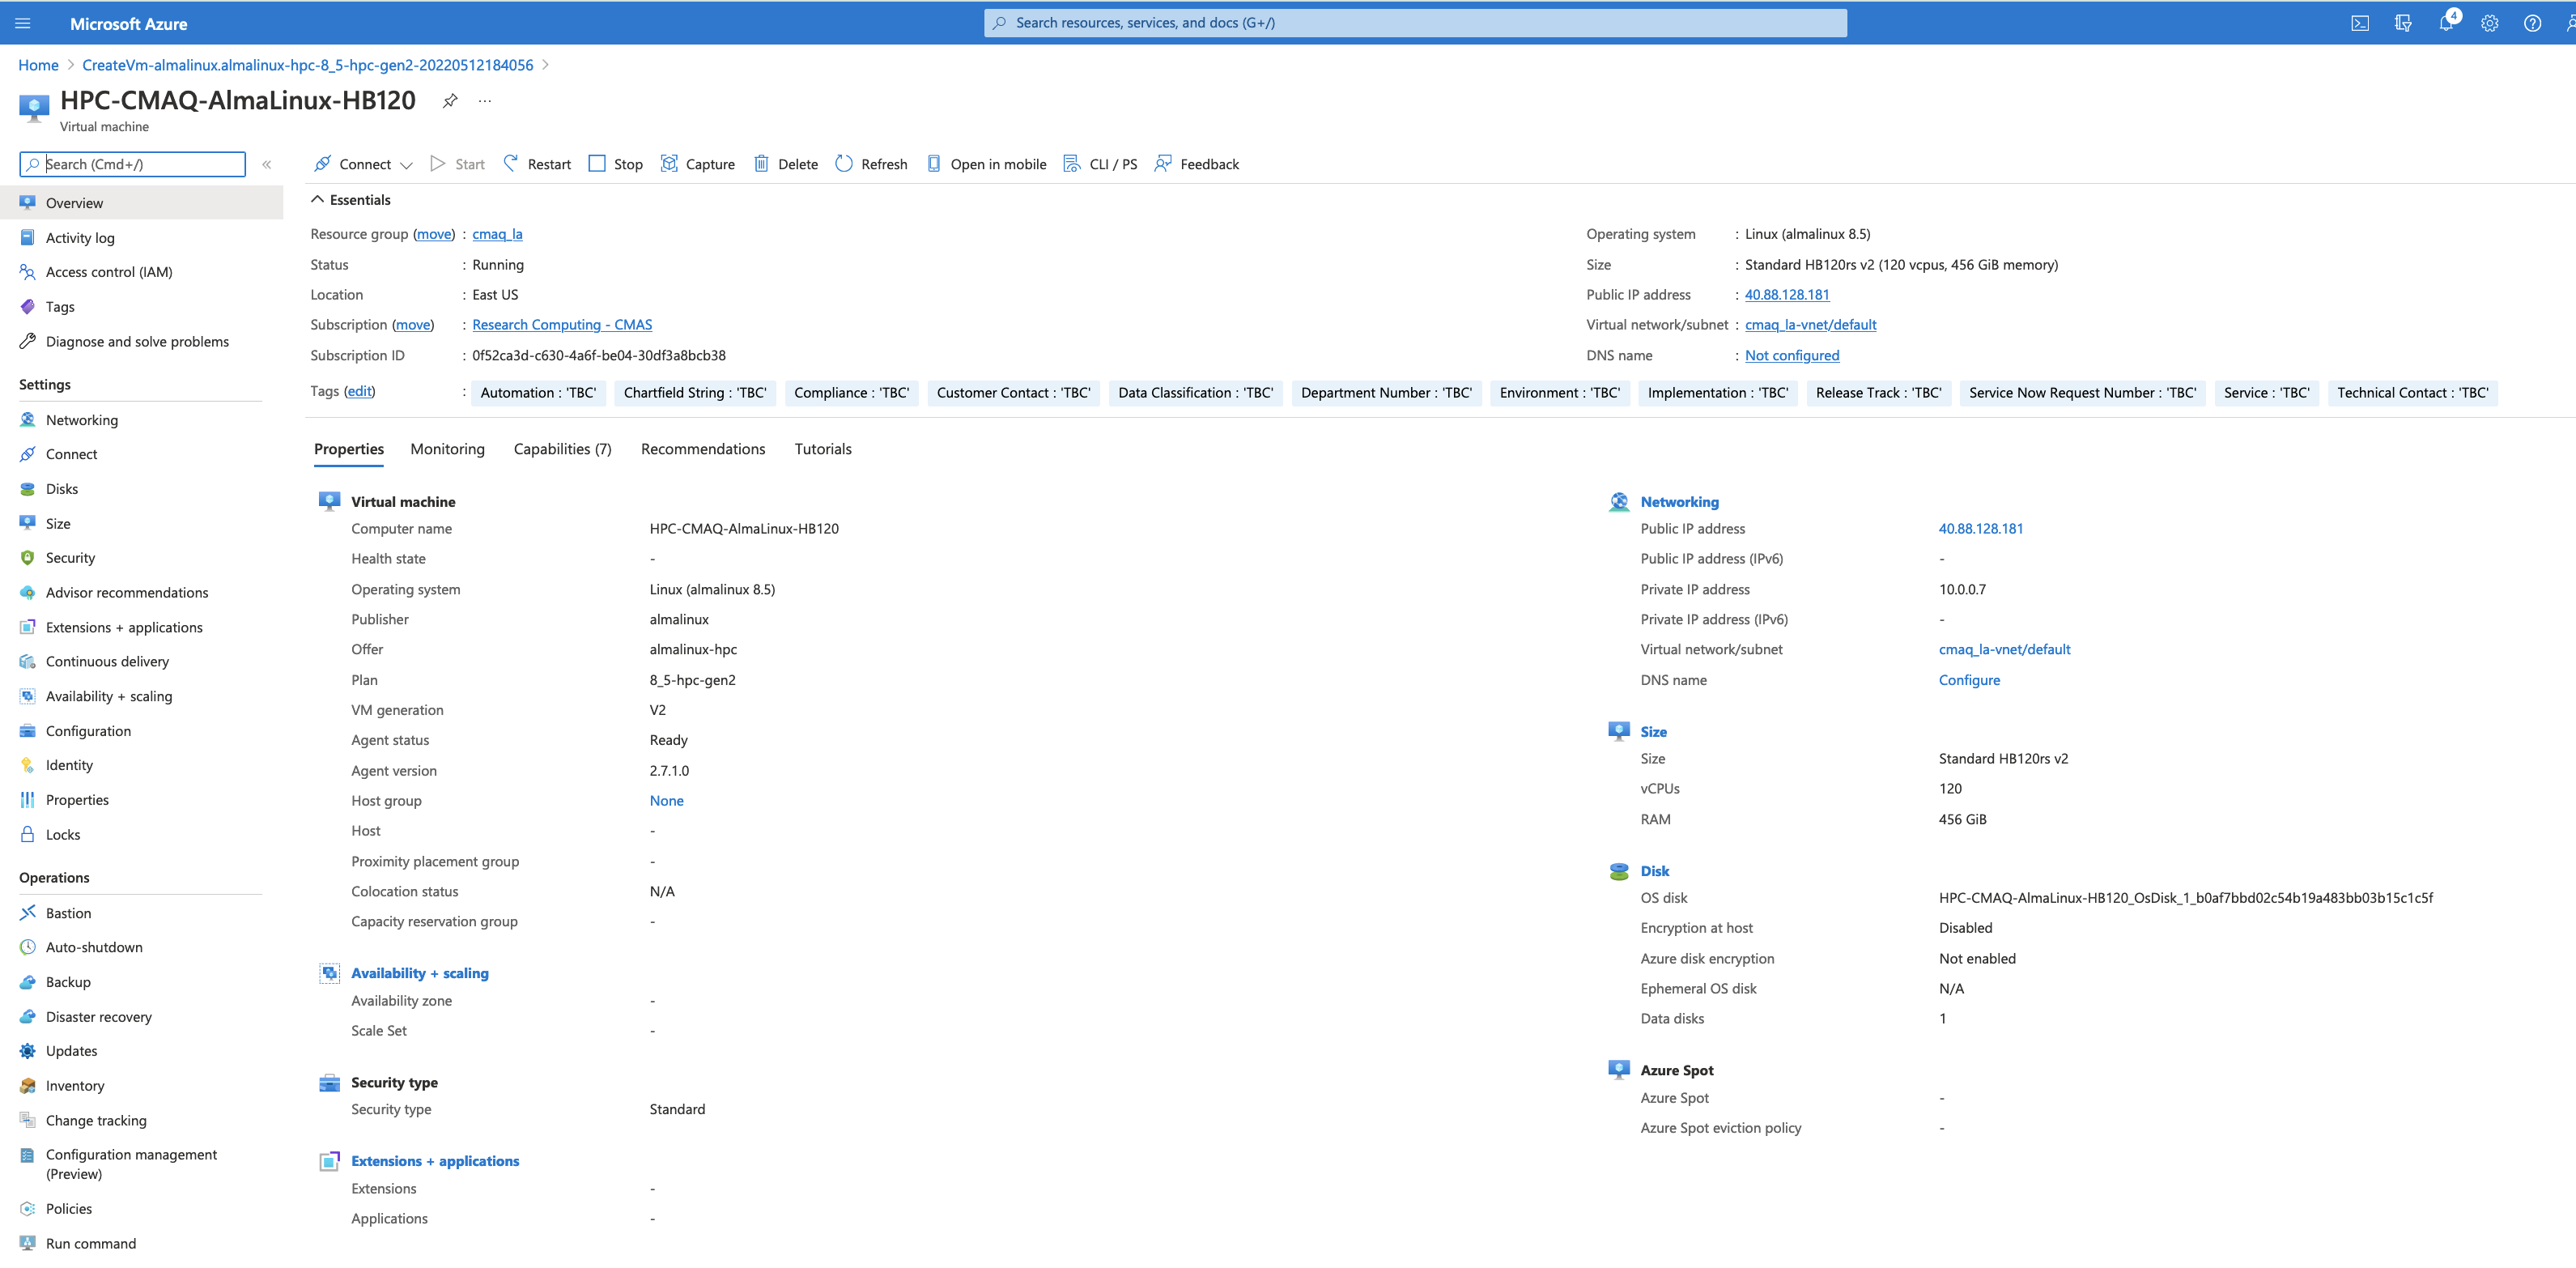 Microsoft Azure
Search resources, services, and docs (G+/)
4
Home > CreateVm-almalinux.almalinux-hpc-8_5-hpc-gen2-20220512184056 >
HPC-CMAQ-AlmaLinux-HB120
...
Virtual machine
Search (Cmd+/)
«
Connect
Start
Restart
Stop
Capture
Delete
Refresh
Open in mobile
CLI / PS
Feedback
Overview
Activity log
Access control (IAM)
Tags
Diagnose and solve problems
Settings
Networking
Connect
Disks
Size
Security
Advisor recommendations
Extensions + applications
Continuous delivery
Availability + scaling
Configuration
Identity
Properties
Locks
Operations
Bastion
Auto-shutdown
Backup
Disaster recovery
Updates
Inventory
Change tracking
Configuration management
(Preview)
Policies
Run command
Essentials
Resource group (move) : cmaq_la
Status : Running
Location : East US
Subscription (move) : Research Computing - CMAS
Subscription ID : 0f52ca3d-c630-4a6f-be04-30df3a8bcb38
Operating system : Linux (almalinux 8.5)
Size : Standard HB120rs v2 (120 vcpus, 456 GiB memory)
Public IP address : 40.88.128.181
Virtual network/subnet : cmaq_la-vnet/default
DNS name : Not configured
Tags (edit) : Automation : 'TBC' Chartfield String : 'TBC' Compliance : 'TBC' Customer Contact : 'TBC' Data Classification : 'TBC' Department Number : 'TBC' Environment : 'TBC' Implementation : 'TBC' Release Track : 'TBC' Service Now Request Number : 'TBC' Service : 'TBC' Technical Contact : 'TBC'
Properties Monitoring Capabilities (7) Recommendations Tutorials
Virtual machine
Computer name HPC-CMAQ-AlmaLinux-HB120
Health state -
Operating system Linux (almalinux 8.5)
Publisher almalinux
Offer almalinux-hpc
Plan 8_5-hpc-gen2
VM generation V2
Agent status Ready
Agent version 2.7.1.0
Host group None
Host -
Proximity placement group -
Colocation status N/A
Capacity reservation group -
Availability + scaling
Availability zone -
Scale Set -
Security type
Security type Standard
Extensions + applications
Extensions -
Applications -
Networking
Public IP address 40.88.128.181
Public IP address (IPv6) -
Private IP address 10.0.0.7
Private IP address (IPv6) -
Virtual network/subnet cmaq_la-vnet/default
DNS name Configure
Size
Size Standard HB120rs v2
vCPUs 120
RAM 456 GiB
Disk
OS disk HPC-CMAQ-AlmaLinux-HB120_OsDisk_1_b0af7bbd02c54b19a483bb03b15c1c5f
Encryption at host Disabled
Azure disk encryption Not enabled
Ephemeral OS disk N/A
Data disks 1
Azure Spot
Azure Spot -
Azure Spot eviction policy -